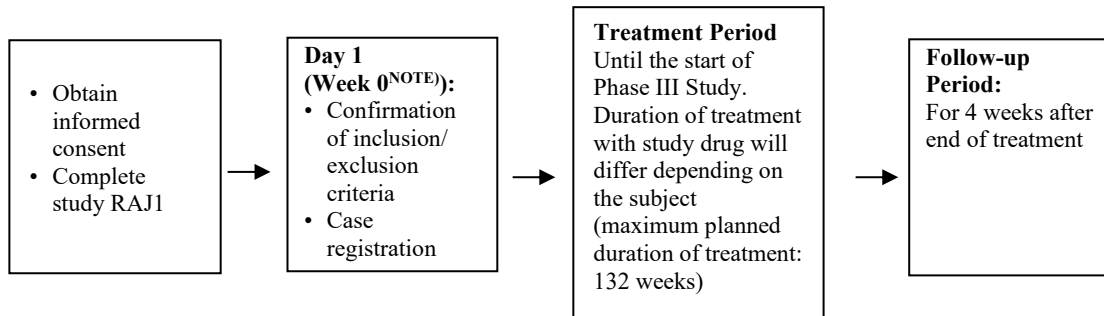 • Obtain
informed
consent
• Complete
study RAJ1
Day 1
(Week 0NOTE)):
• Confirmation
of inclusion/
exclusion
criteria
• Case
registration
Treatment Period
Until the start of
Phase III Study.
Duration of treatment
with study drug will
differ depending on
the subject
(maximum planned
duration of treatment:
132 weeks)
Follow-up
Period:
For 4 weeks after
end of treatment